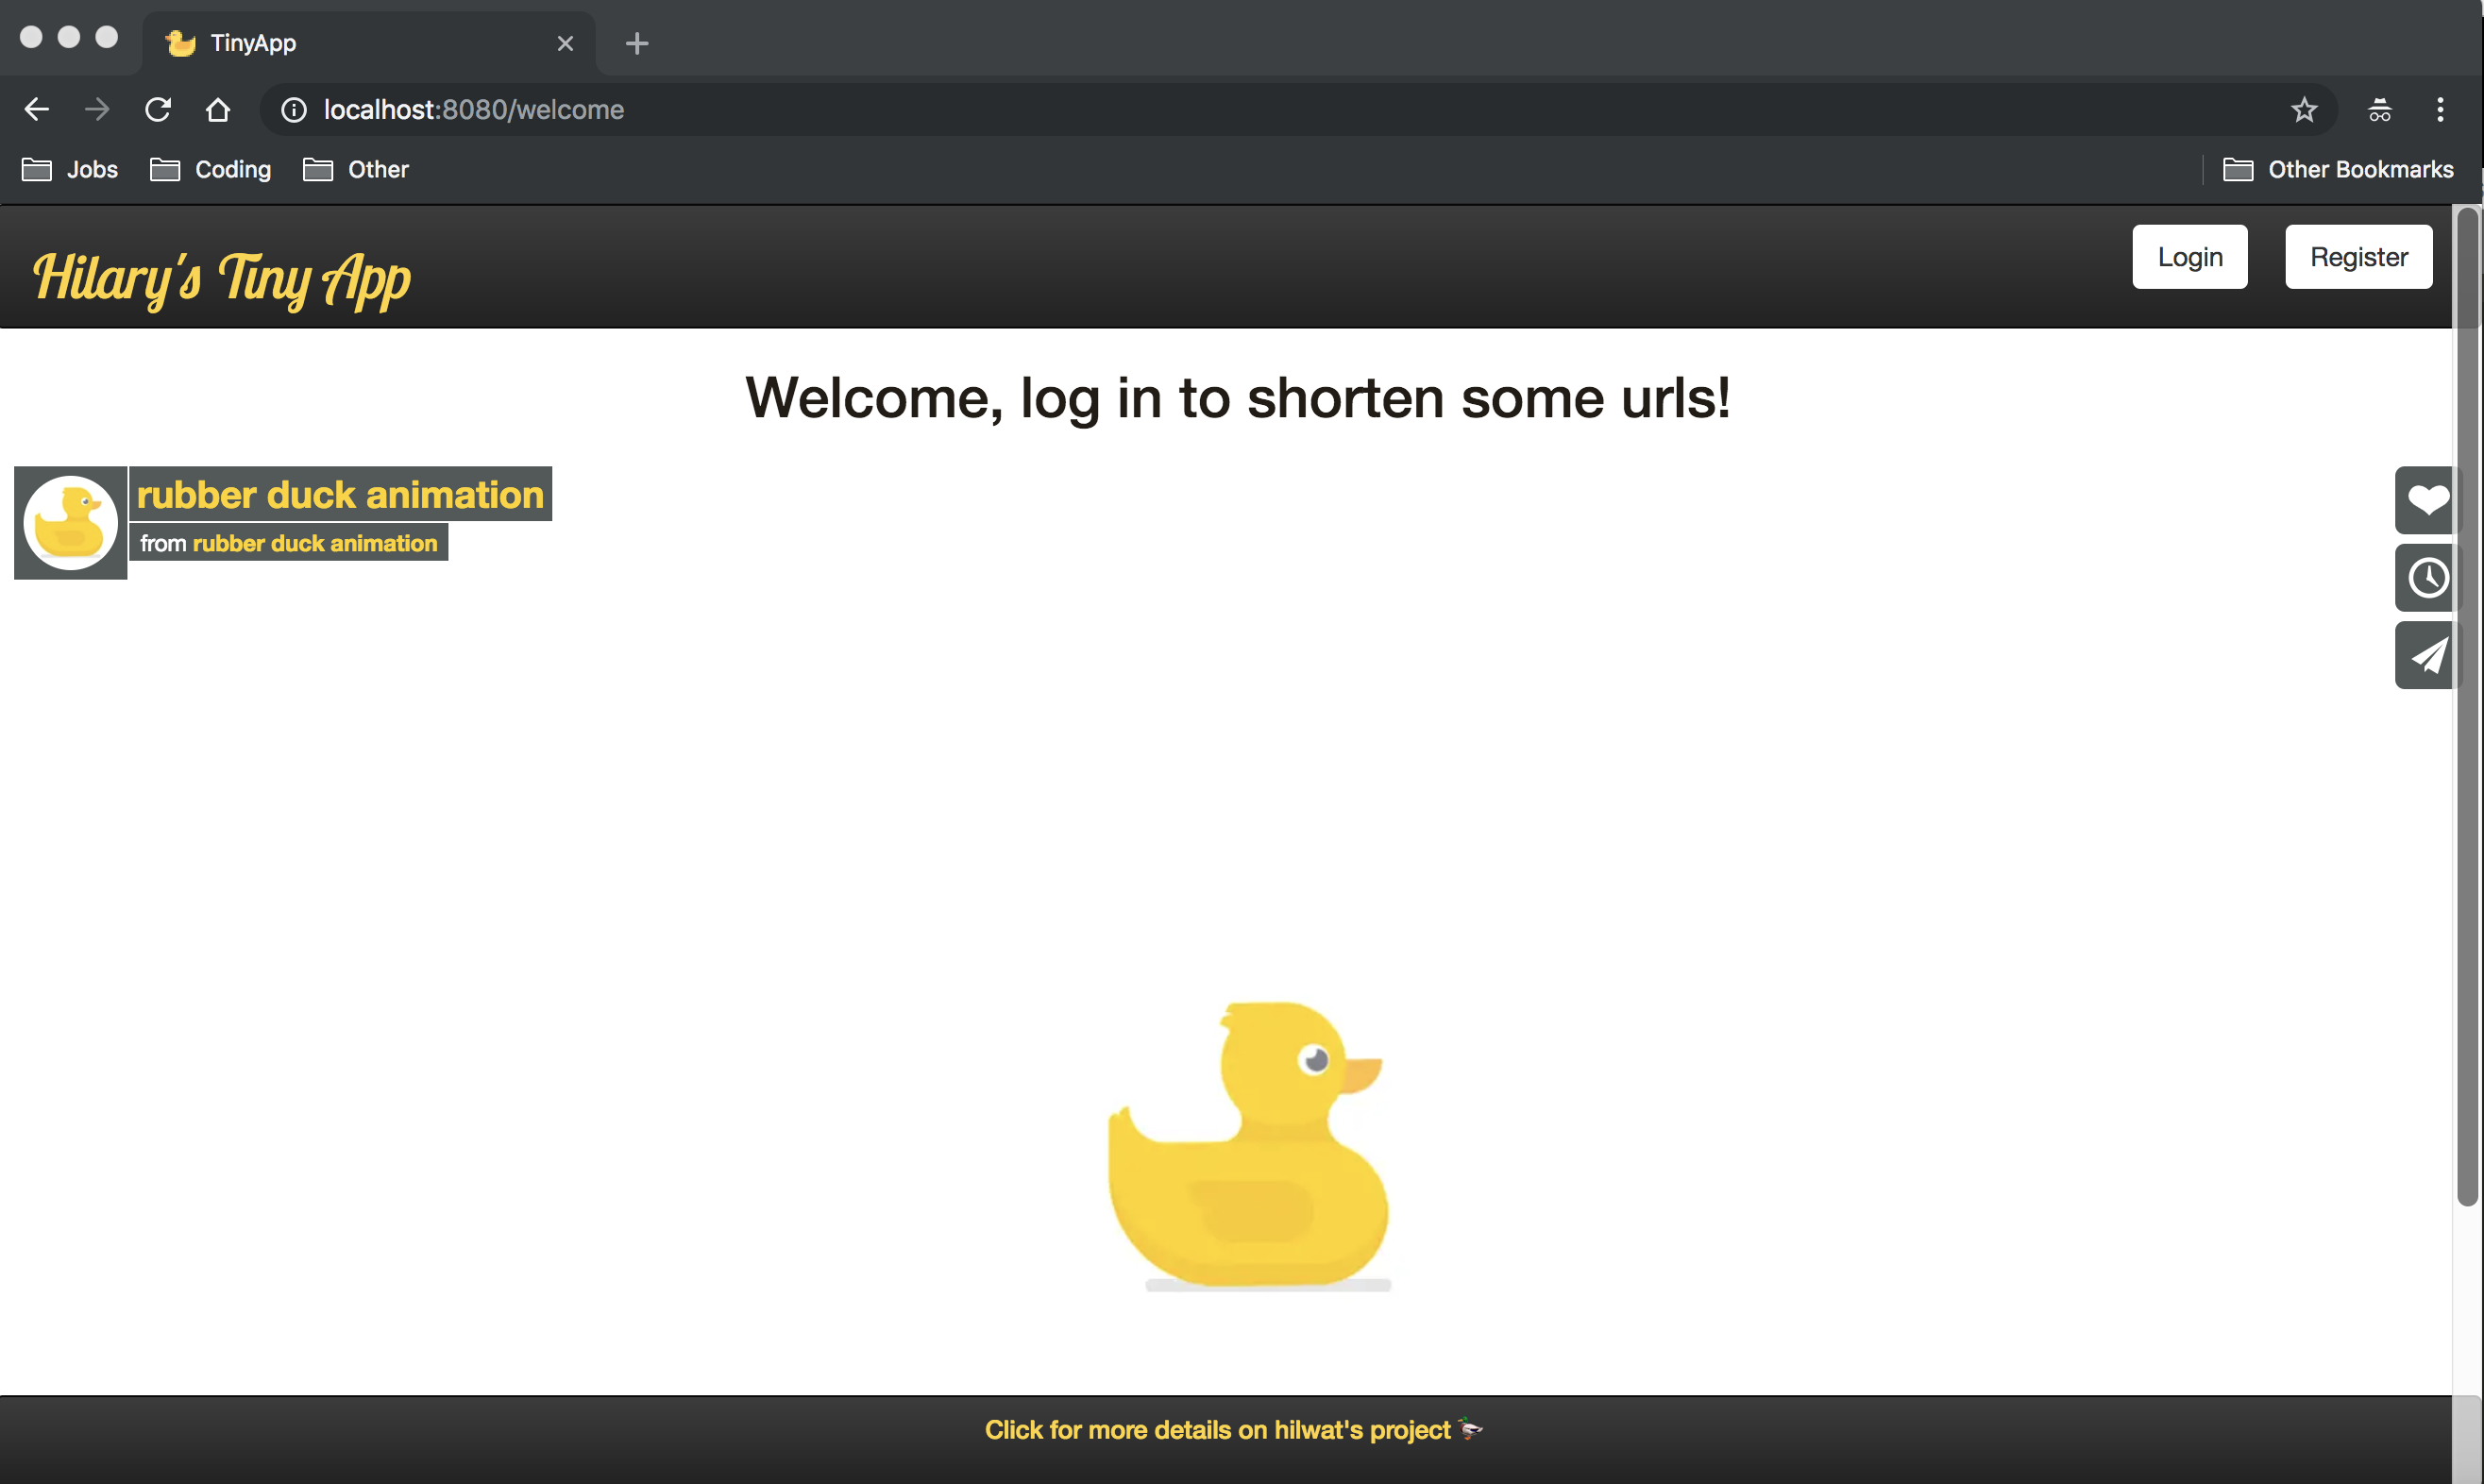 TinyApp
localhost:8080/welcome
Jobs Coding Other Other Bookmarks
Hilary's Tiny App
Login Register
Welcome, log in to shorten some urls!
rubber duck animation
from rubber duck animation
Click for more details on hilwat's project